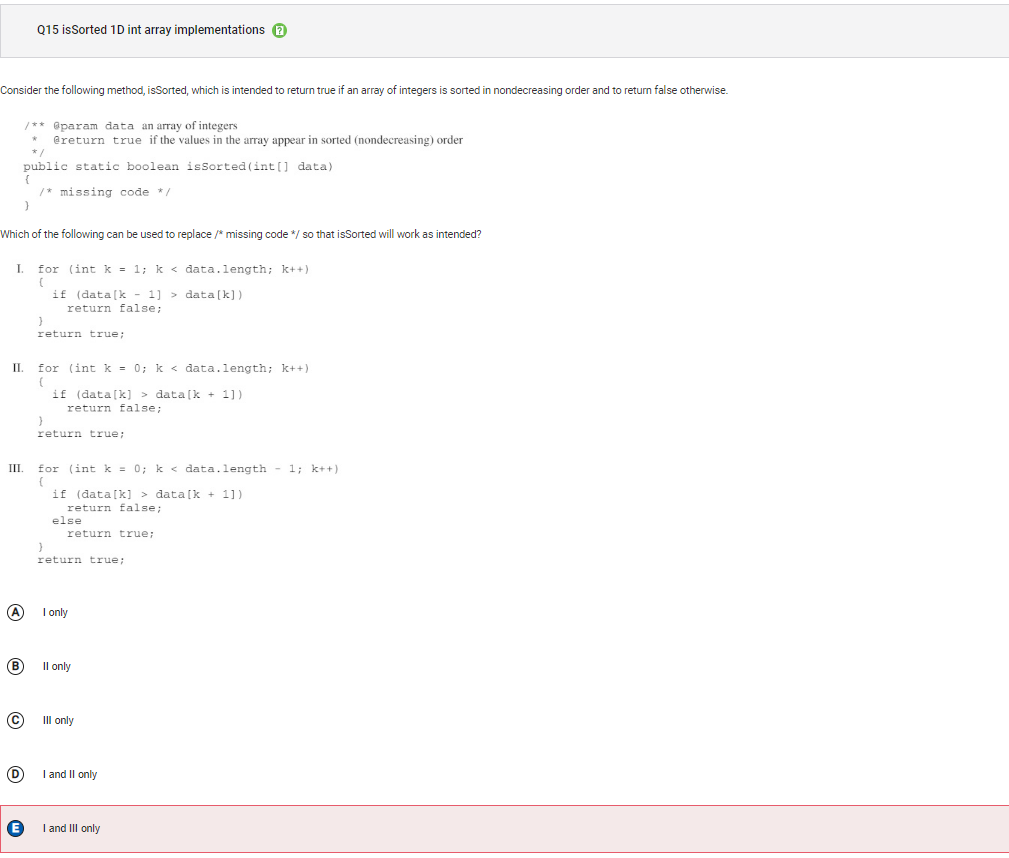 Q15 isSorted 1D int array implementations ?
Consider the following method, isSorted, which is intended to return true if an array of integers is sorted in nondecreasing order and to return false otherwise.
/** @param data an array of integers
* @return true if the values in the array appear in sorted (nondecreasing) order
*/
public static boolean isSorted(int[] data)
{
/* missing code */
}
Which of the following can be used to replace /* missing code */ so that isSorted will work as intended?
I. for (int k = 1; k < data.length; k++)
{
if (data[k - 1] > data[k])
return false;
}
return true;
II. for (int k = 0; k < data.length; k++)
{
if (data[k] > data[k + 1])
return false;
}
return true;
III. for (int k = 0; k < data.length - 1; k++)
{
if (data[k] > data[k + 1])
return false;
else
return true;
}
return true;
A I only
B II only
C III only
D I and II only
E I and III only